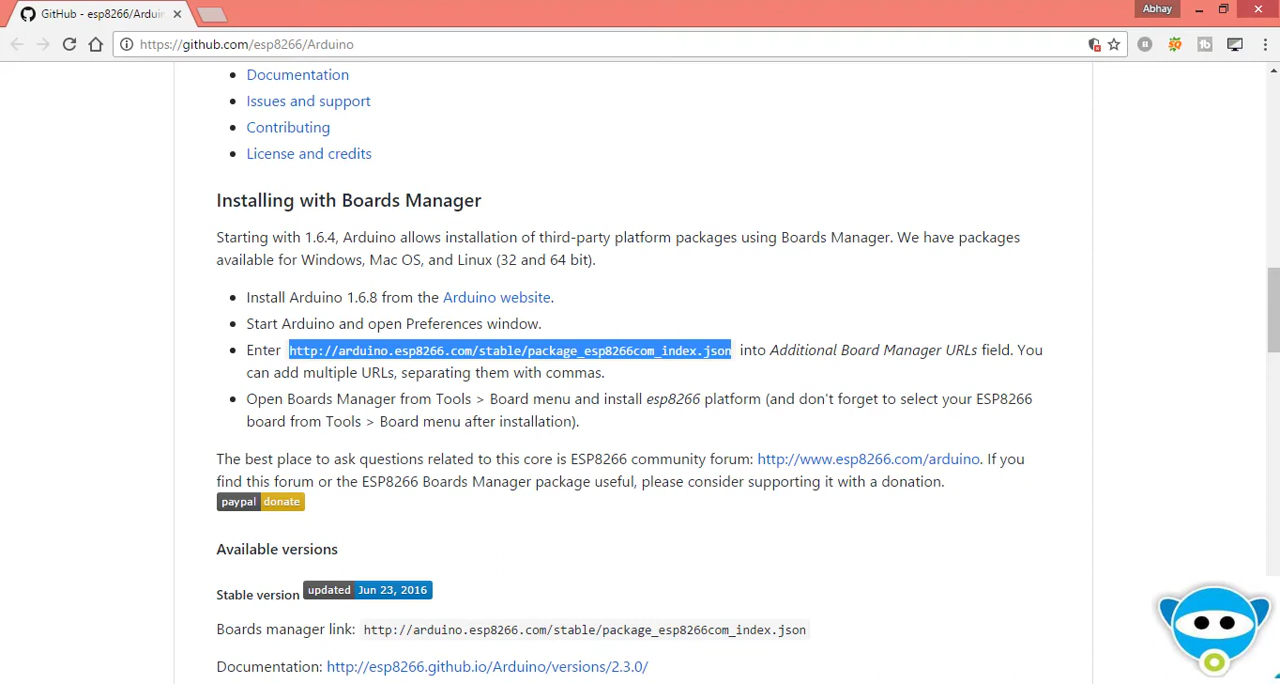 GitHub - esp8266/Arduin
Abhay
https://github.com/esp8266/Arduino
Documentation
Issues and support
Contributing
License and credits
Installing with Boards Manager
Starting with 1.6.4, Arduino allows installation of third-party platform packages using Boards Manager. We have packages
available for Windows, Mac OS, and Linux (32 and 64 bit).
Install Arduino 1.6.8 from the Arduino website.
Start Arduino and open Preferences window.
Enter http://arduino.esp8266.com/stable/package_esp8266com_index.json into Additional Board Manager URLs field. You
can add multiple URLs, separating them with commas.
Open Boards Manager from Tools > Board menu and install esp8266 platform (and don't forget to select your ESP8266
board from Tools > Board menu after installation).
The best place to ask questions related to this core is ESP8266 community forum: http://www.esp8266.com/arduino. If you
find this forum or the ESP8266 Boards Manager package useful, please consider supporting it with a donation.
paypal donate
Available versions
Stable version updated Jun 23, 2016
Boards manager link: http://arduino.esp8266.com/stable/package_esp8266com_index.json
Documentation: http://esp8266.github.io/Arduino/versions/2.3.0/